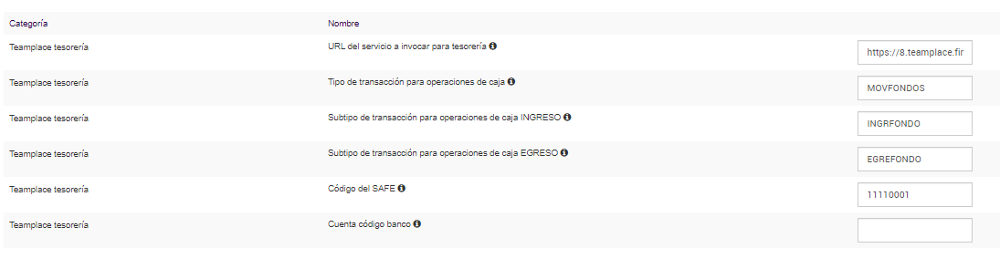 Categoría Nombre
Teamplace tesorería URL del servicio a invocar para tesorería https://8.teamplace.fir
Teamplace tesorería Tipo de transacción para operaciones de caja MOVFONDOS
Teamplace tesorería Subtipo de transacción para operaciones de caja INGRESO INGRFONDO
Teamplace tesorería Subtipo de transacción para operaciones de caja EGRESO EGREFONDO
Teamplace tesorería Código del SAFE 11110001
Teamplace tesorería Cuenta código banco